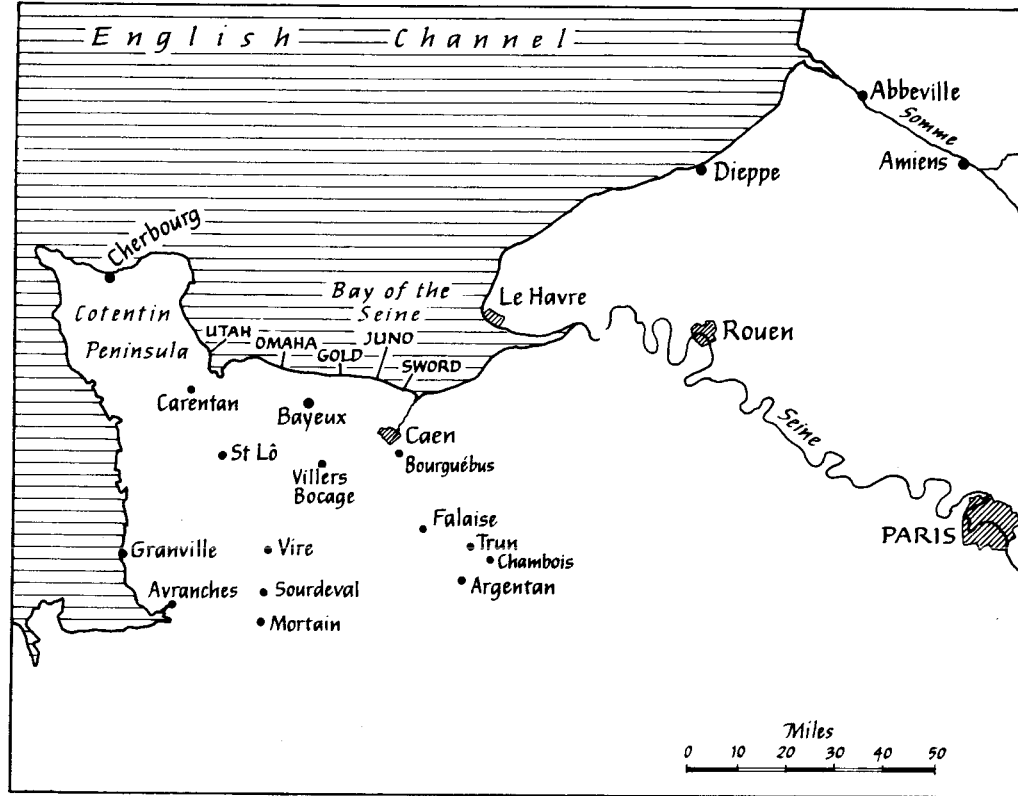 English Channel
Abbeville
Somme
Amiens
Dieppe
Cherbourg
Cotentin
Peninsula
Bay of the
Seine
Le Havre
Rouen
UTAH
OMAHA
GOLD
JUNO
SWORD
Carentan
Bayeux
Caen
Bourguébus
St Lô
Villers
Bocage
Seine
PARIS
Falaise
Trun
Chambois
Argentan
Granville
Vire
Avranches
Sourdeval
Mortain
Miles
0 10 20 30 40 50